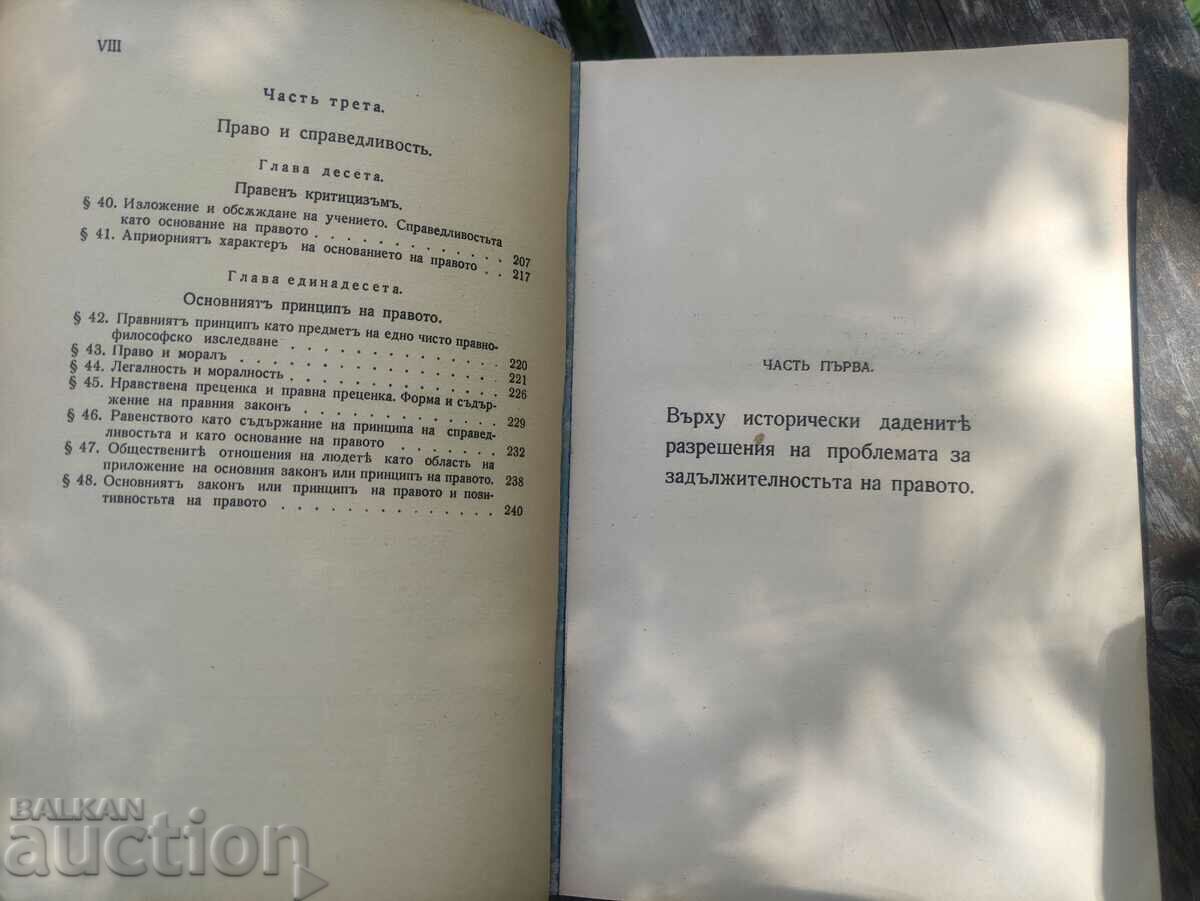 VIII
Часть трета.
Право и справедливость.
Глава десета.
Правенъ критицизъмъ.
§ 40. Изложение и обсѫждане на учението. Справедливостьта
като основание на правото . . . . . . . . . . . . . 207
§ 41. Априорниятъ характеръ на основанието на правото . . 217
Глава единадесета.
Основниятъ принципъ на правото.
§ 42. Правниятъ принципъ като предметъ на едно чисто правно-
философско изследване . . . . . . . . . . . . . 220
§ 43. Право и моралъ . . . . . . . . . . . . . . . 221
§ 44. Легалность и моралность . . . . . . . . . . . . 226
§ 45. Нравствена преценка и правна преценка. Форма и съдър-
жение на правния законъ . . . . . . . . . . . . 229
§ 46. Равенството като съдържание на принципа на справед-
ливостьта и като основание на правото . . . . . . . 232
§ 47. Общественитѣ отношения на людетѣ като область на
приложение на основния законъ или принципъ на правото. 238
§ 48. Основниятъ законъ или принципъ на правото и пози-
тивностьта на правото . . . . . . . . . . . . . 240
ЧАСТЬ ПЪРВА.
Върху исторически даденитѣ
разрешения на проблемата за
задължителностьта на правото.
BALKAN
auction